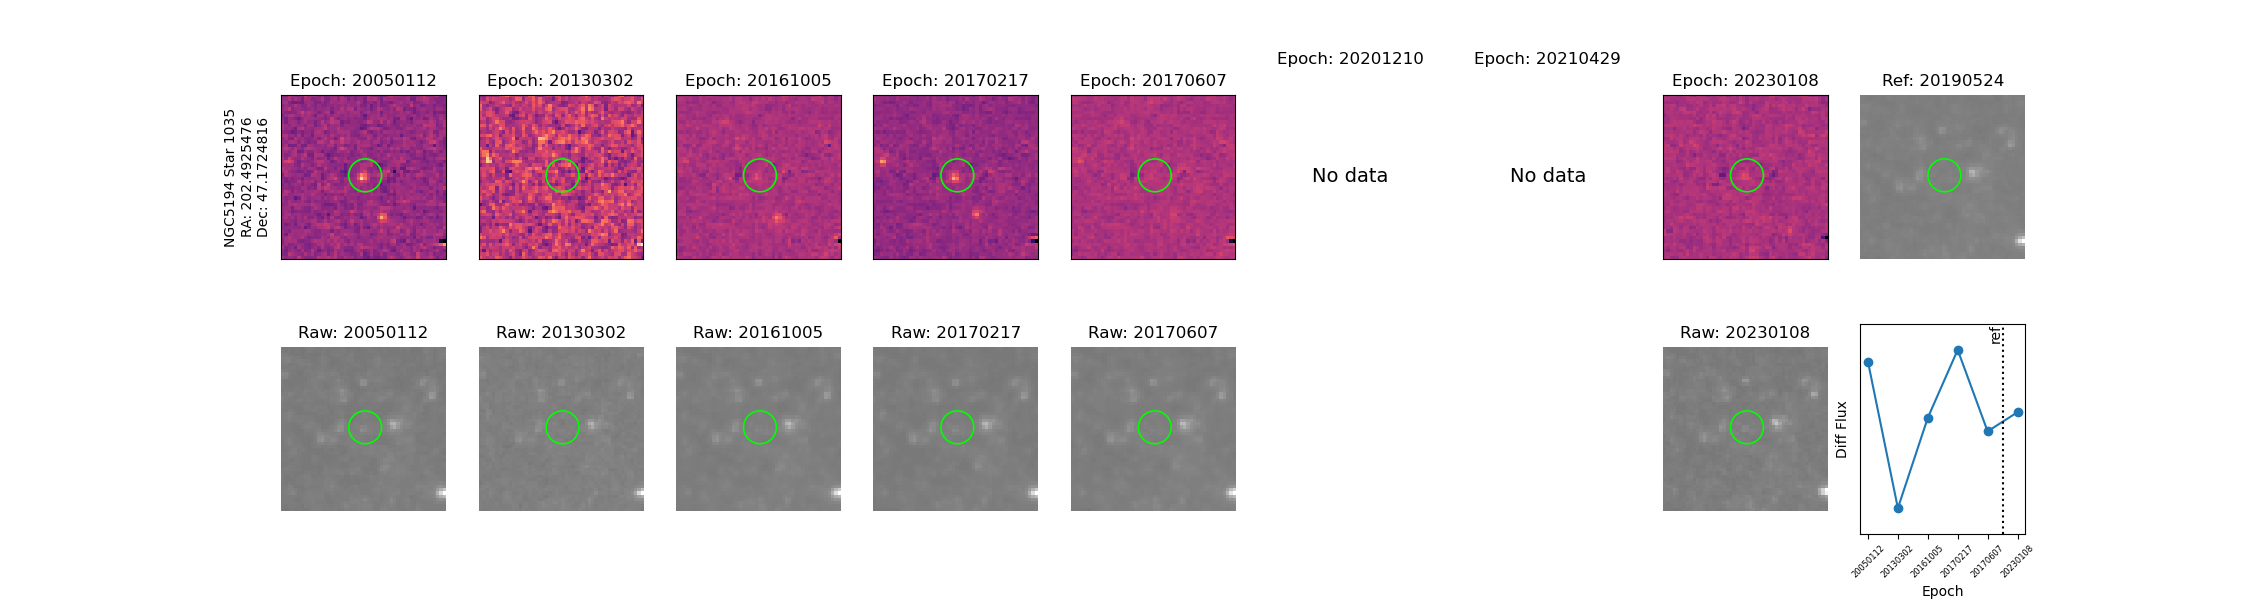 NGC5194 Star 1035
RA: 202.4925476
Dec: 47.1724816
Epoch: 20050112
Epoch: 20130302
Epoch: 20161005
Epoch: 20170217
Epoch: 20170607
Epoch: 20201210
Epoch: 20210429
Epoch: 20230108
Ref: 20190524
No data
No data
Raw: 20050112
Raw: 20130302
Raw: 20161005
Raw: 20170217
Raw: 20170607
Raw: 20230108
Diff Flux
ref
20050112
20130302
20161005
20170217
20170607
20230108
Epoch